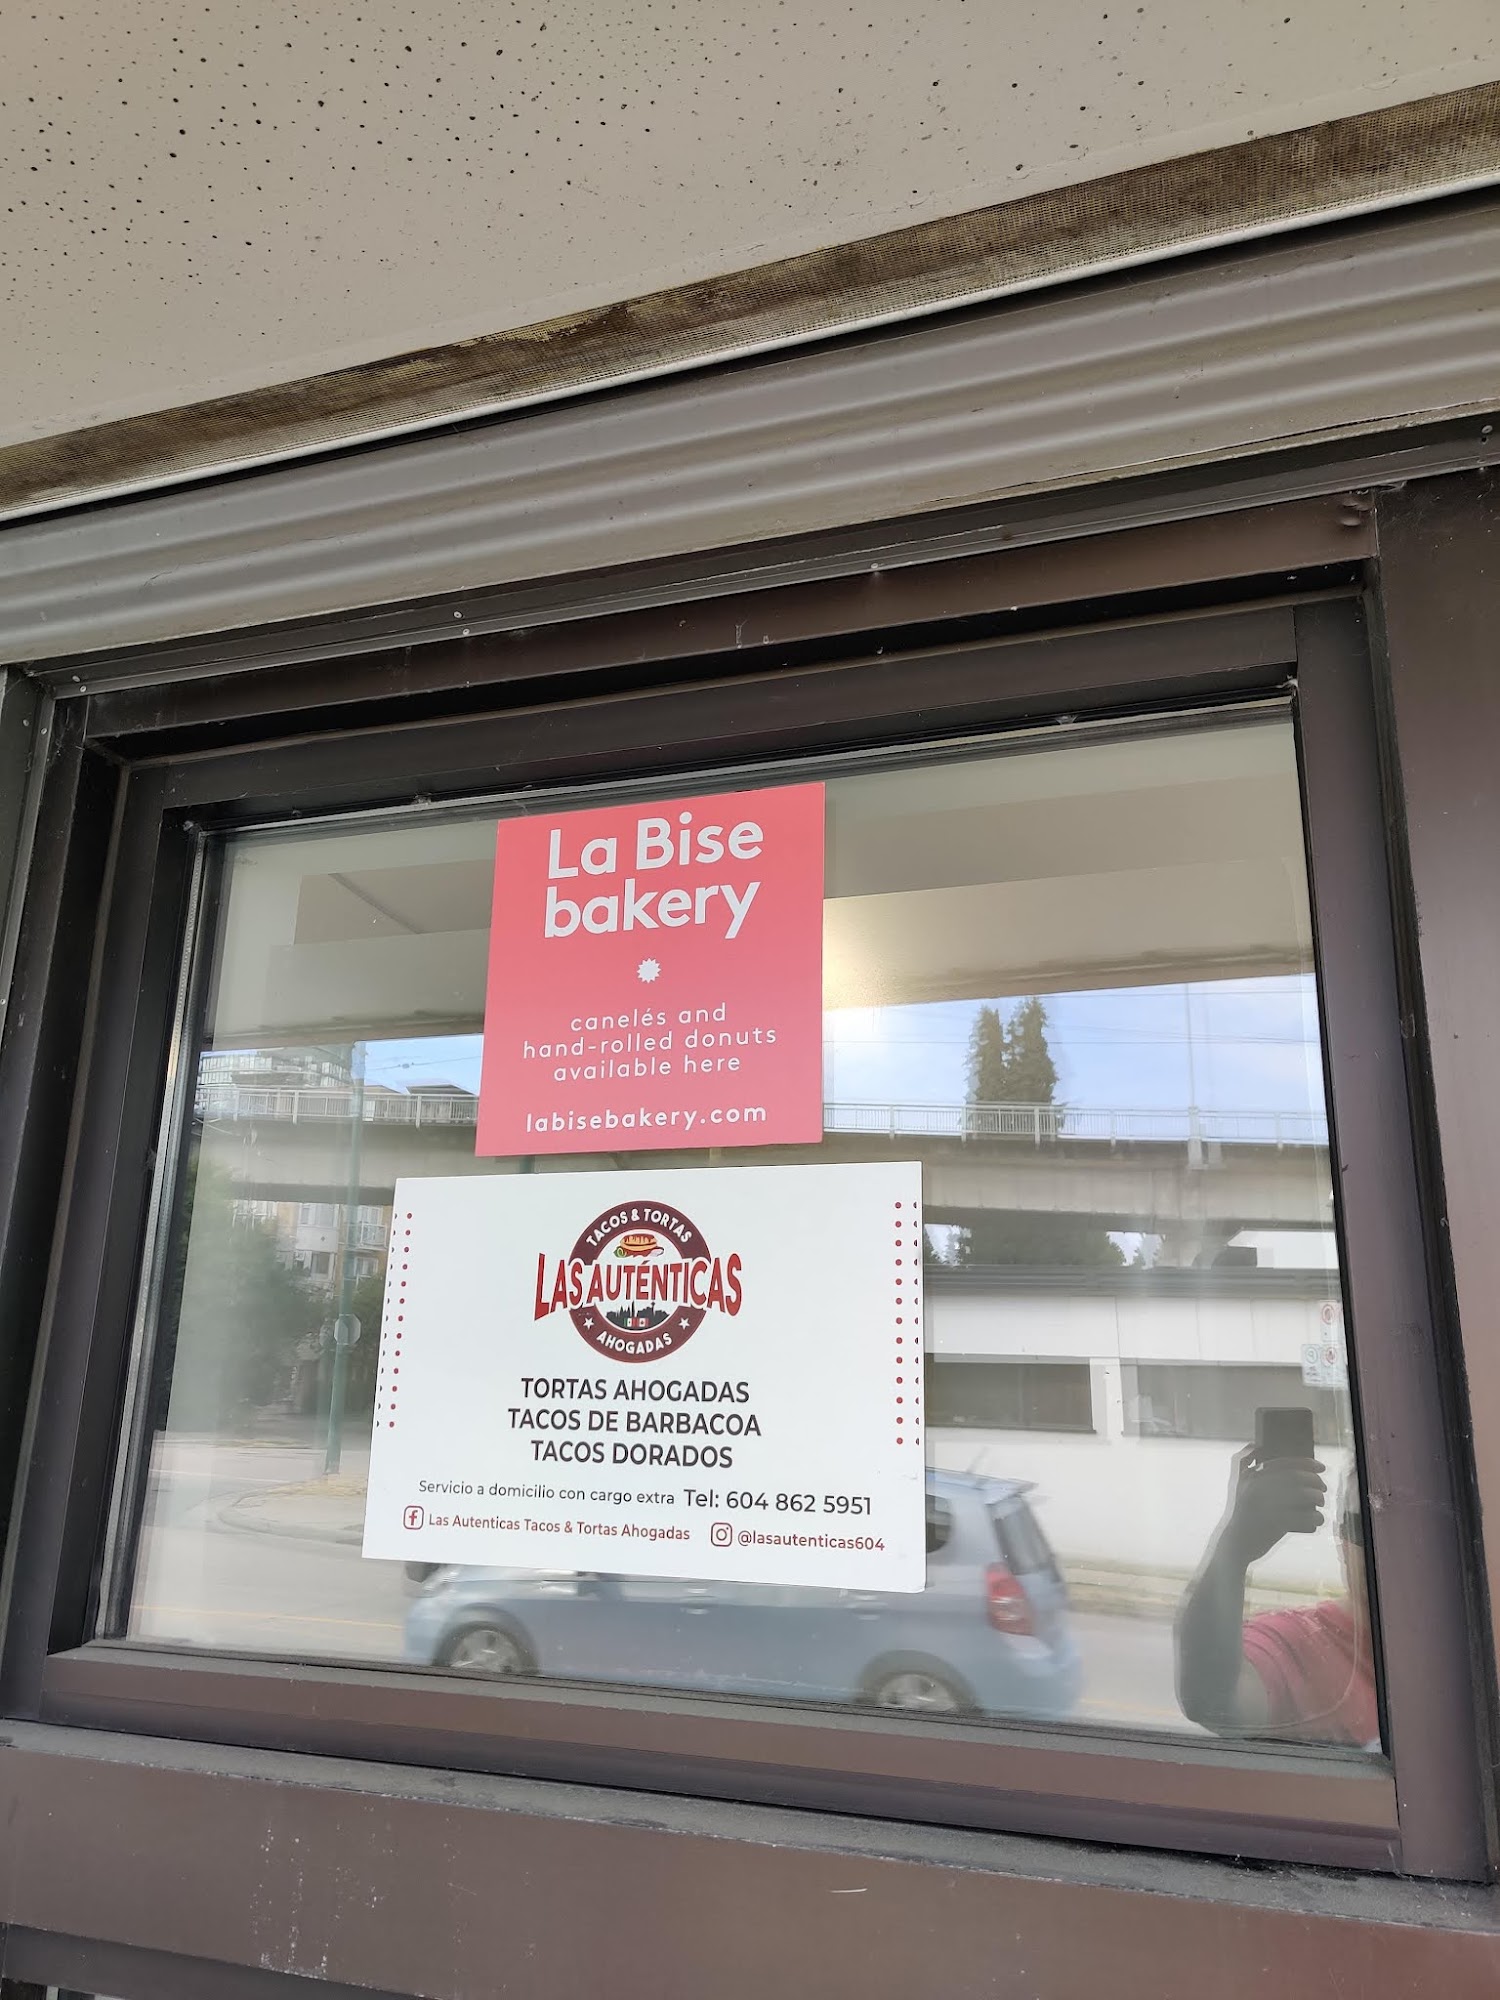 La Bise
bakery
canelés and
hand-rolled donuts
available here
labisebakery.com
TACOS & TORTAS
LAS AUTÉNTICAS
AHOGADAS
TORTAS AHOGADAS
TACOS DE BARBACOA
TACOS DORADOS
Servicio a domicilio con cargo extra Tel: 604 862 5951
Las Autenticas Tacos & Tortas Ahogadas @lasautenticas604